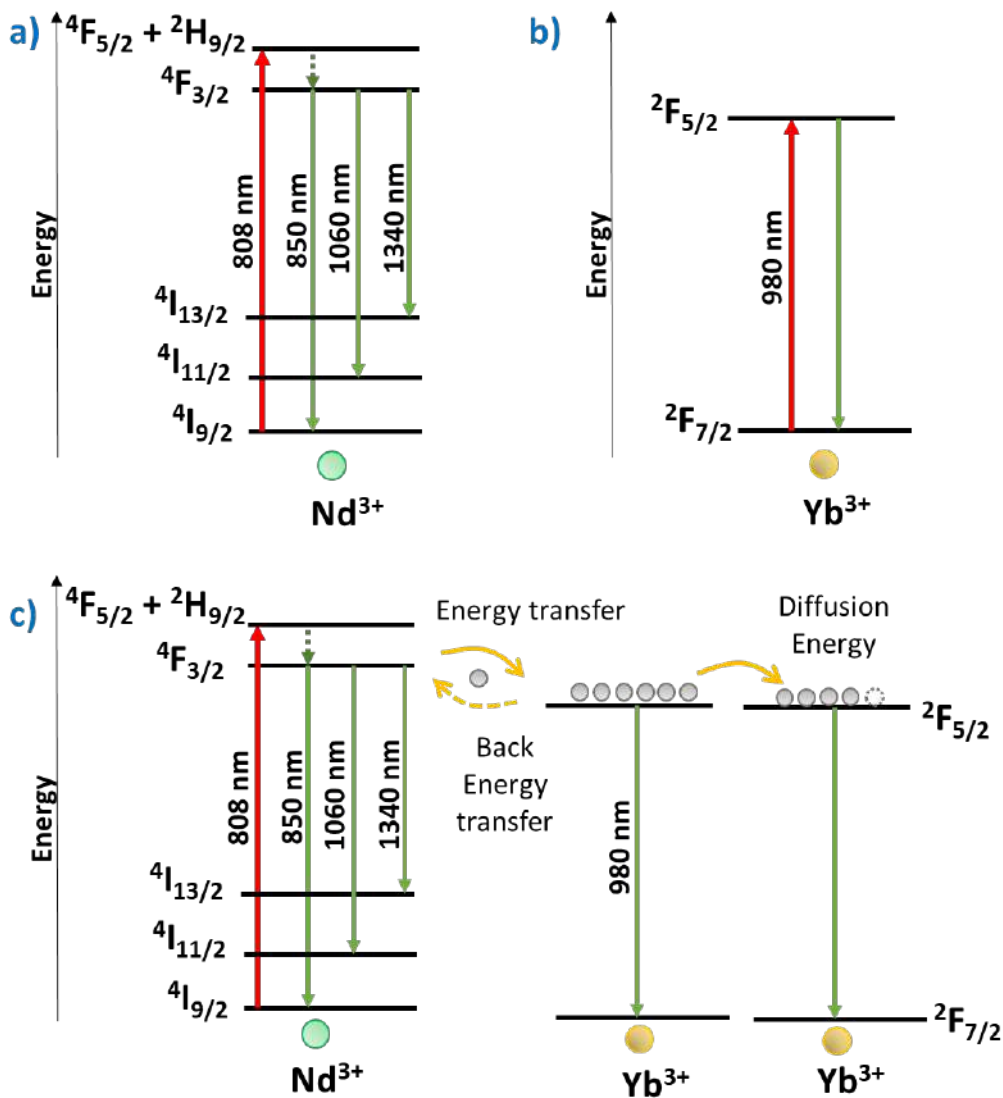 a)
⁴F₅/₂ + ²H₉/₂
⁴F₃/₂
808 nm
850 nm
1060 nm
1340 nm
Energy
⁴I₁₃/₂
⁴I₁₁/₂
⁴I₉/₂
Nd³⁺
b)
²F₅/₂
Energy
980 nm
²F₇/₂
Yb³⁺
c)
⁴F₅/₂ + ²H₉/₂
⁴F₃/₂
808 nm
850 nm
1060 nm
1340 nm
Energy
⁴I₁₃/₂
⁴I₁₁/₂
⁴I₉/₂
Nd³⁺
Energy transfer
Back
Energy
transfer
Diffusion
Energy
²F₅/₂
980 nm
²F₇/₂
Yb³⁺
Yb³⁺